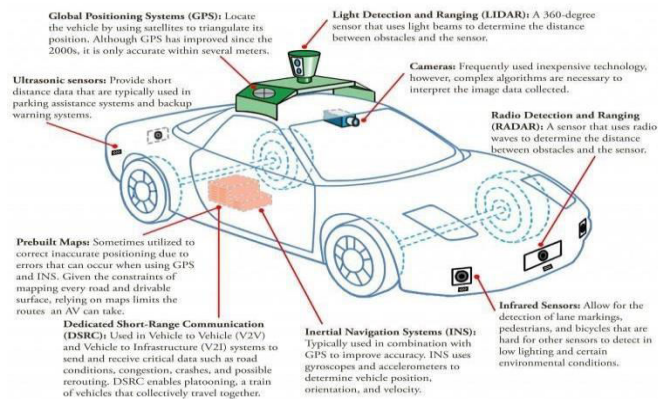 Global Positioning Systems (GPS): Locate
the vehicle by using satellites to triangulate its
position. Although GPS has improved since the
2000s, it is only accurate within several meters.
Light Detection and Ranging (LIDAR): A 360-degree
sensor that uses light beams to determine the distance
between obstacles and the sensor.
Ultrasonic sensors: Provide short
distance data that are typically used in
parking assistance systems and backup
warning systems.
Cameras: Frequently used inexpensive technology,
however, complex algorithms are necessary to
interpret the image data collected.
Radio Detection and Ranging
(RADAR): A sensor that uses radio
waves to determine the distance
between obstacles and the sensor.
Prebuilt Maps: Sometimes utilized to
correct inaccurate positioning due to
errors that can occur when using GPS
and INS. Given the constraints of
mapping every road and drivable
surface, relying on maps limits the
routes an AV can take.
Dedicated Short-Range Communication
(DSRC): Used in Vehicle to Vehicle (V2V)
and Vehicle to Infrastructure (V2I) systems to
send and receive critical data such as road
conditions, congestion, crashes, and possible
rerouting. DSRC enables platooning, a train
of vehicles that collectively travel together.
Inertial Navigation Systems (INS):
Typically used in combination with
GPS to improve accuracy. INS uses
gyroscopes and accelerometers to
determine vehicle position,
orientation, and velocity.
Infrared Sensors: Allow for the
detection of lane markings,
pedestrians, and bicycles that are
hard for other sensors to detect in
low lighting and certain
environmental conditions.